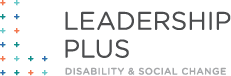 LEADERSHIP
PLUS
DISABILITY & SOCIAL CHANGE